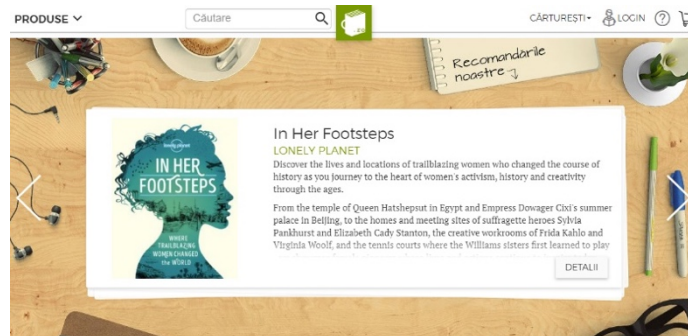 PRODUSE
Căutare
CĂRTUREȘTI
LOGIN
Recomandările
noastre
In Her Footsteps
LONELY PLANET
Discover the lives and locations of trailblazing women who changed the course of
history as you journey to the heart of women's activism, history and creativity
through the ages.
From the temple of Queen Hatshepsut in Egypt and Empress Dowager Cixi's summer
palace in Beijing, to the homes and meeting sites of suffragette heroes Sylvia
Pankhurst and Elizabeth Cady Stanton, the creative workrooms of Frida Kahlo and
Virginia Woolf, and the tennis courts where the Williams sisters first learned to play
lonely planet
IN HER
FOOTSTEPS
WHERE
TRAILBLAZING
WOMEN CHANGED
the WORLD
DETALII